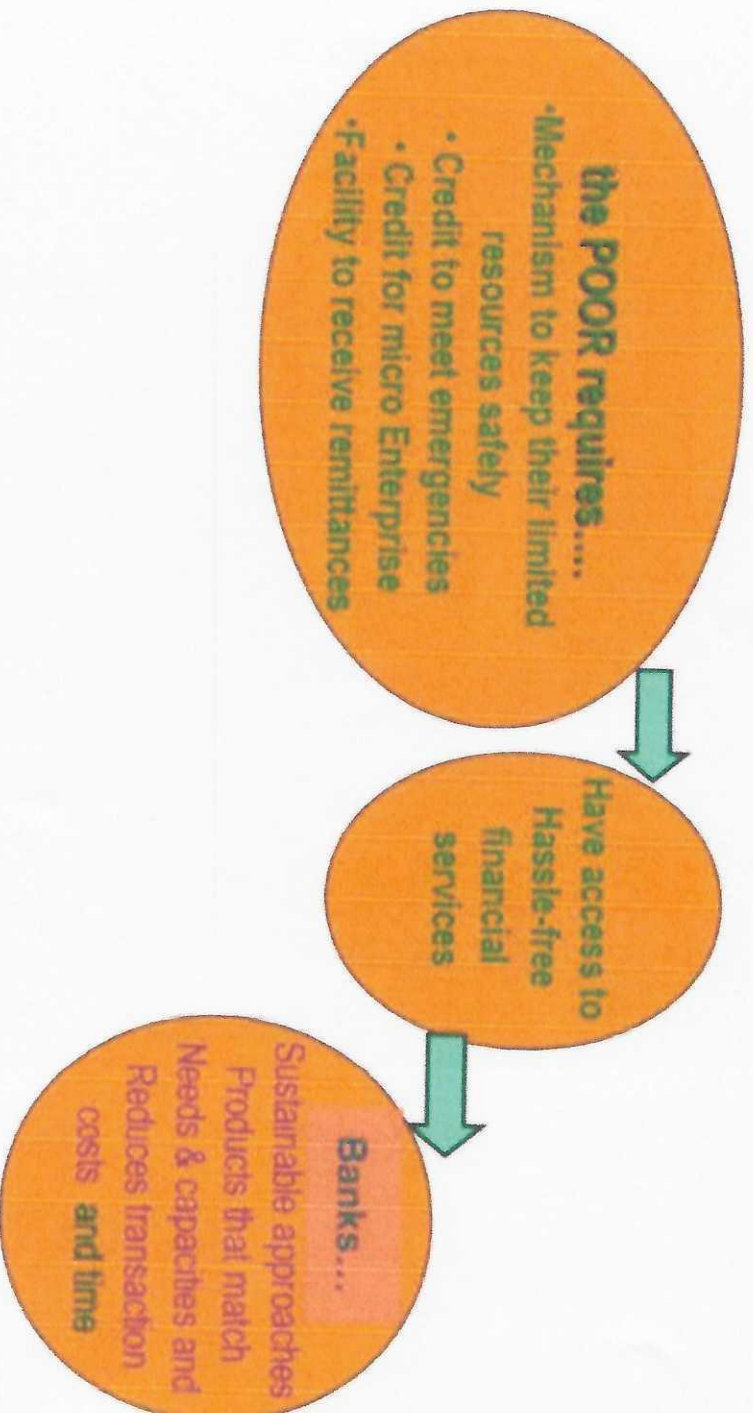 the POOR requires....
•Mechanism to keep their limited
resources safely
• Credit to meet emergencies
• Credit for micro Enterprise
•Facility to receive remittances
Have access to
Hassle-free
financial
services
Banks...
Sustainable approaches
Products that match
Needs & capacities and
Reduces transaction
costs and time